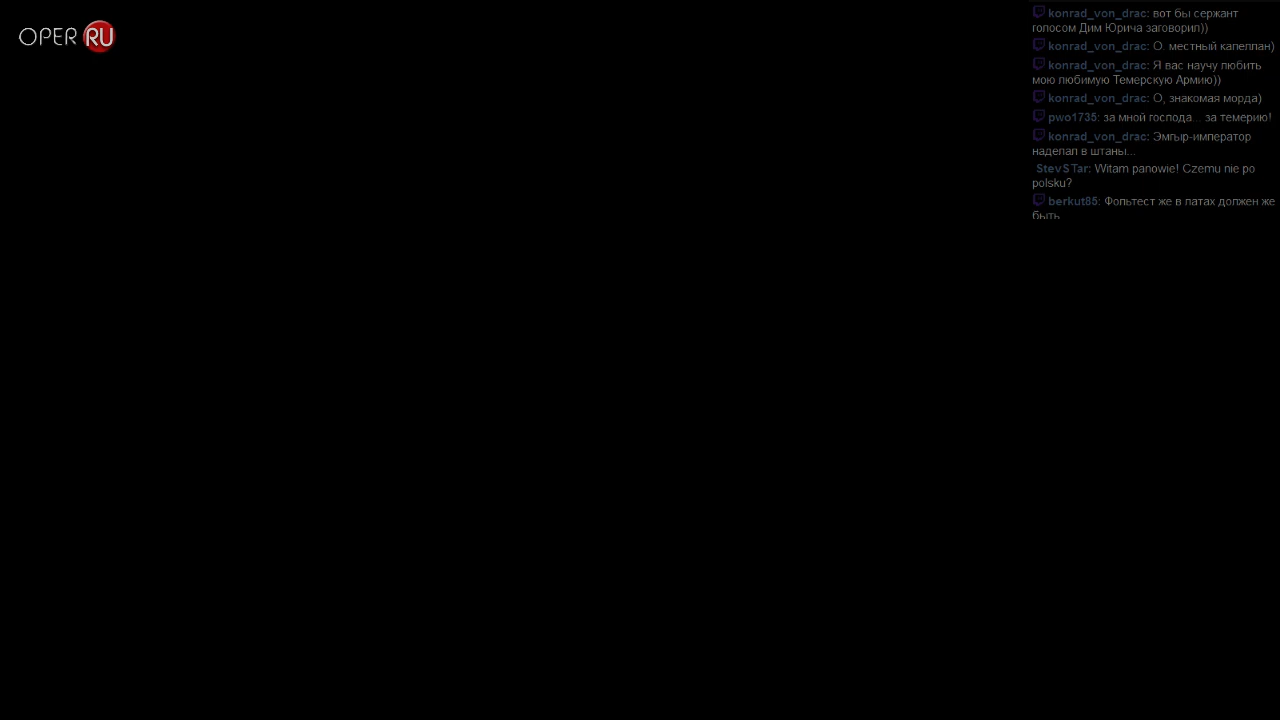 OPER RU
konrad_von_drac: вот бы сержант
голосом Дим Юрича заговорил))
konrad_von_drac: О. местный капеллан)
konrad_von_drac: Я вас научу любить
мою любимую Темерскую Армию))
konrad_von_drac: О, знакомая морда)
pwo1735: за мной господа... за темерию!
konrad_von_drac: Эмгыр-император
наделал в штаны...
StevSTar: Witam panowie! Czemu nie po
polsku?
berkut85: Фольтест же в латах должен же
быть